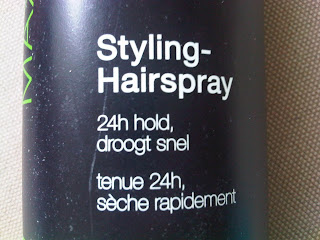 Styling-
Hairspray
24h hold,
droogt snel
tenue 24h,
sèche rapidement